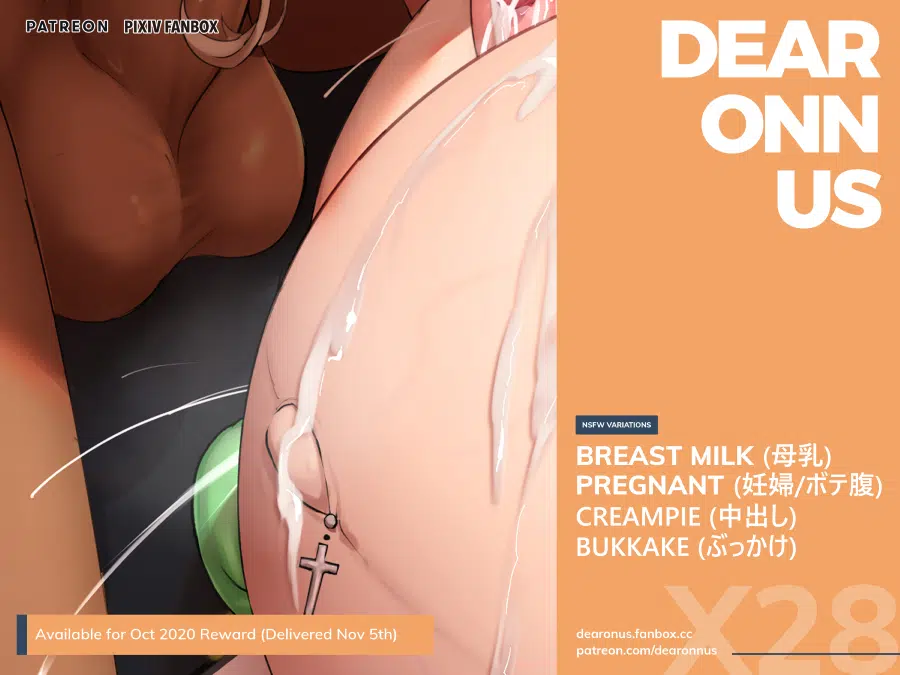 PATREON PIXIV FANBOX
DEAR
ONN
US
NSFW VARIATIONS
BREAST MILK (母乳)
PREGNANT (妊婦/ボテ腹)
CREAMPIE (中出し)
BUKKAKE (ぶっかけ)
X28
Available for Oct 2020 Reward (Delivered Nov 5th)
dearonus.fanbox.cc
patreon.com/dearonnus